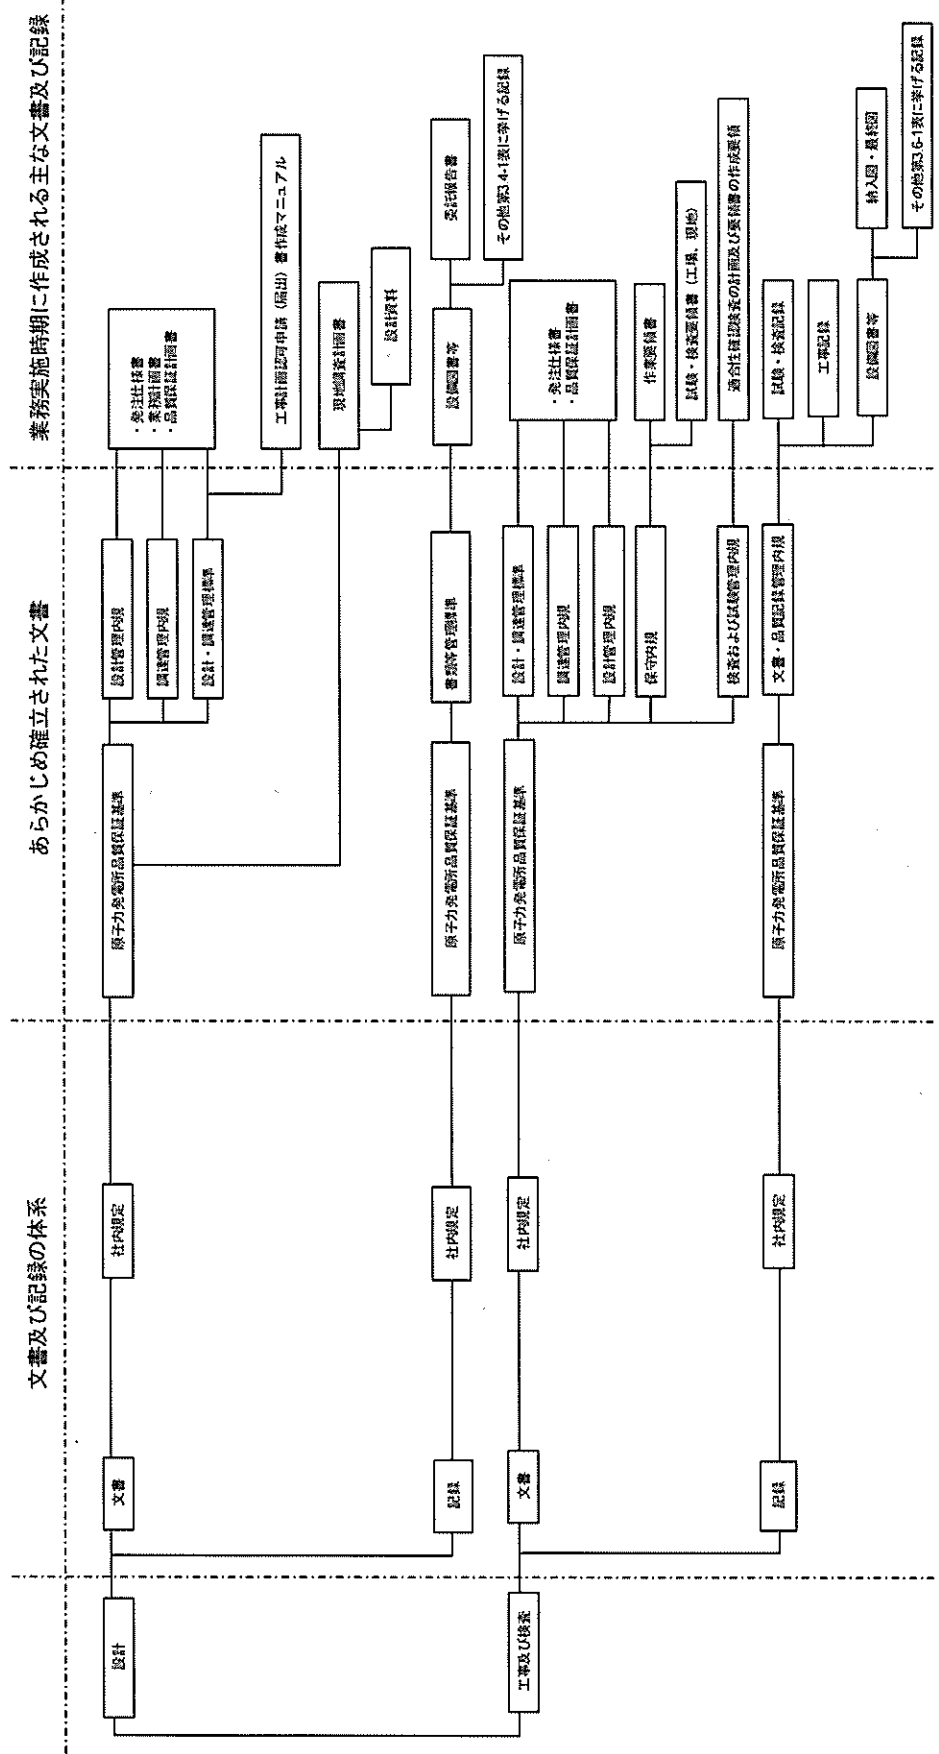 文書及び記録の体系
あらかじめ確立された文書
業務実施時期に作成される主な文書及び記録
設計
文書
社内規定
原子力発電所品質保証基準
設計管理内規
調達管理内規
設計・調達管理標準
・発注仕様書
・業務計画書
・品質保証計画書
工事計画認可申請（届出）書作成マニュアル
現地調査計画書
設計資料
記録
社内規定
原子力発電所品質保証基準
書類等管理標準
設備図書等
委託報告書
その他第3.4-1表に挙げる記録
工事及び検査
文書
社内規定
原子力発電所品質保証基準
設計・調達管理標準
調達管理内規
設計管理内規
保守内規
検査および試験管理内規
・発注仕様書
・品質保証計画書
作業要領書
試験・検査要領書（工場、現地）
適合性確認検査の計画及び要領書の作成要領
記録
社内規定
原子力発電所品質保証基準
文書・品質記録管理内規
試験・検査記録
工事記録
設備図書等
納入図・最終図
その他第3.6-1表に挙げる記録